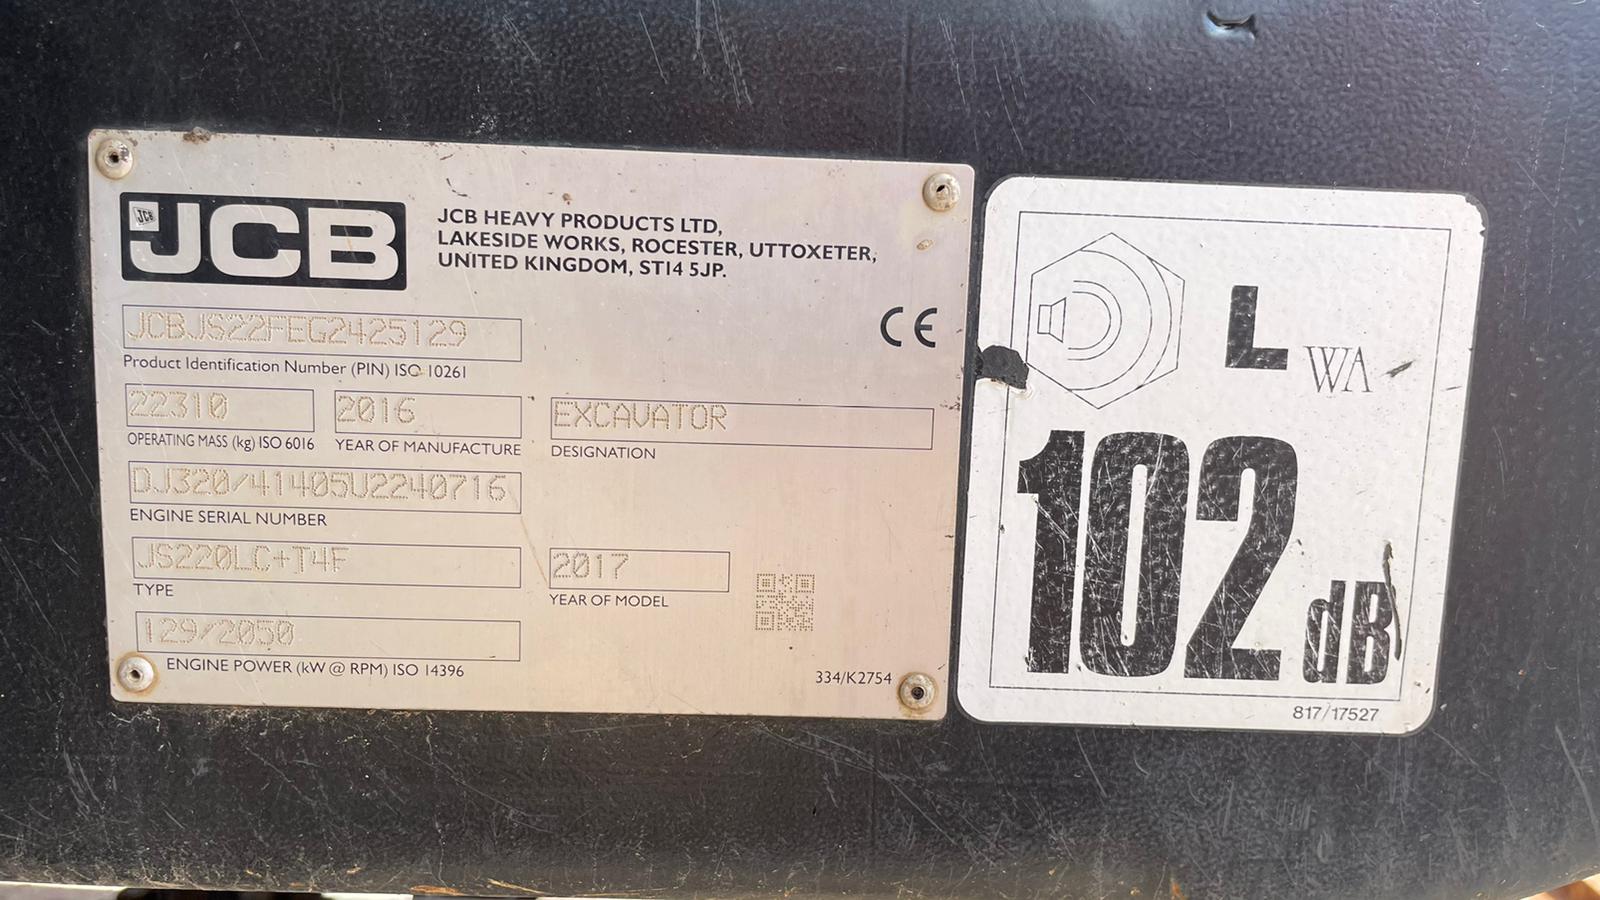 JCB
JCB HEAVY PRODUCTS LTD,
LAKESIDE WORKS, ROCESTER, UTTOXETER,
UNITED KINGDOM, ST14 5JP.
CE
JCBJS22FEG2425129
Product Identification Number (PIN) ISO 10261
22310
OPERATING MASS (kg) ISO 6016
2016
YEAR OF MANUFACTURE
EXCAVATOR
DESIGNATION
DJ320/41405U2240716
ENGINE SERIAL NUMBER
JS220LC+T4F
TYPE
2017
YEAR OF MODEL
129/2050
ENGINE POWER (kW @ RPM) ISO 14396
334/K2754
L WA
102 dB
817/17527